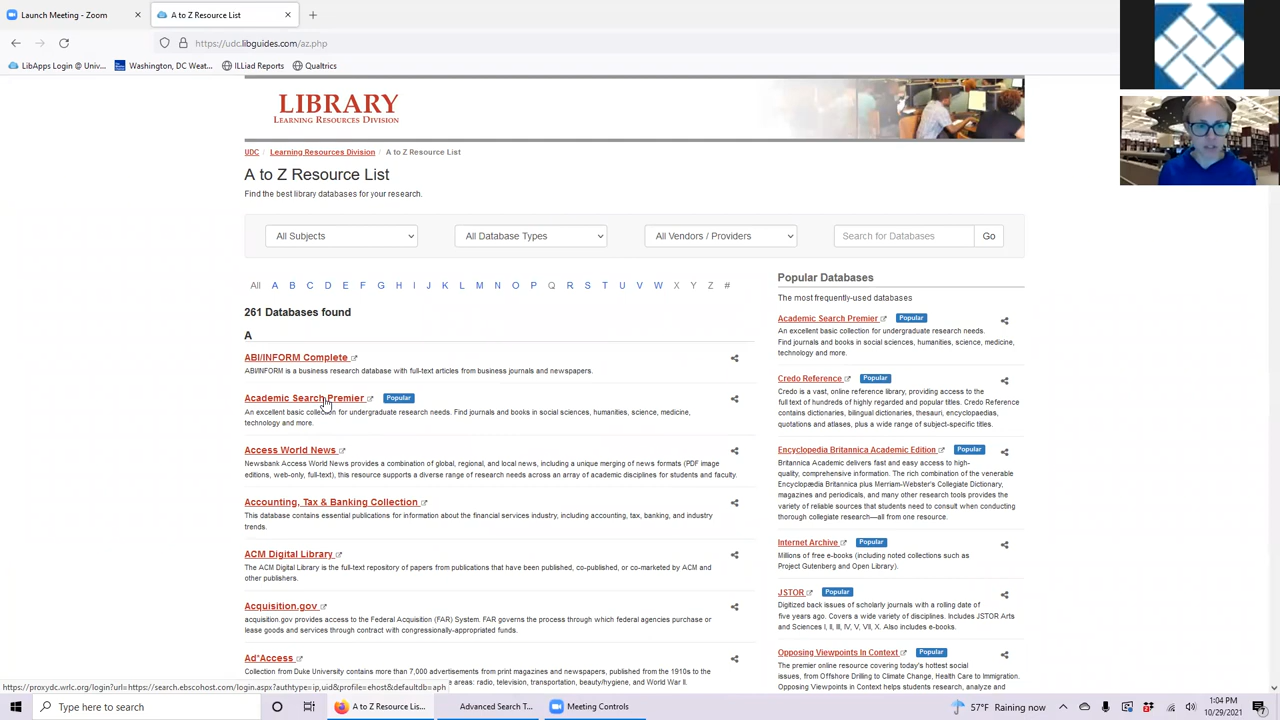 Launch Meeting - Zoom
A to Z Resource List
https://udc.libguides.com/az.php
LibApps Login @ Univ...
Washington, DC Weat...
ILLiad Reports
Qualtrics
LIBRARY
LEARNING RESOURCES DIVISION
UDC / Learning Resources Division / A to Z Resource List
A to Z Resource List
Find the best library databases for your research.
All Subjects
All Database Types
All Vendors / Providers
Search for Databases
Go
All A B C D E F G H I J K L M N O P Q R S T U V W X Y Z #
261 Databases found
A
ABI/INFORM Complete
ABI/INFORM is a business research database with full-text articles from business journals and newspapers.
Academic Search Premier Popular
An excellent basic collection for undergraduate research needs. Find journals and books in social sciences, humanities, science, medicine,
technology and more.
Access World News
Newsbank Access World News provides a combination of global, regional, and local news, including a unique merging of news formats (PDF image
editions, web-only, full-text), this resource supports a diverse range of research needs across an array of academic disciplines for students and faculty.
Accounting, Tax & Banking Collection
This database contains essential publications for information about the financial services industry, including accounting, tax, banking, and industry
trends.
ACM Digital Library
The ACM Digital Library is the full-text repository of papers from publications that have been published, co-published, or co-marketed by ACM and
other publishers.
Acquisition.gov
acquisition.gov provides access to the Federal Acquisition (FAR) System. FAR governs the process through which federal agencies purchase or
lease goods and services through contract with congressionally-appropriated funds.
Ad*Access
Collection from Duke University contains more than 7,000 advertisements from print magazines and newspapers, published from the 1910s to the
e areas: radio, television, transportation, beauty/hygiene, and World War II.
Popular Databases
The most frequently-used databases
Academic Search Premier Popular
An excellent basic collection for undergraduate research needs.
Find journals and books in social sciences, humanities, science, medicine,
technology and more.
Credo Reference Popular
Credo is a vast, online reference library, providing access to the
full text of hundreds of highly regarded and popular titles. Credo Reference
contains dictionaries, bilingual dictionaries, thesauri, encyclopaedias,
quotations and atlases, plus a wide range of subject-specific titles.
Encyclopedia Britannica Academic Edition Popular
Britannica Academic delivers fast and easy access to high-
quality, comprehensive information. The rich combination of the venerable
Encyclopædia Britannica plus Merriam-Webster's Collegiate Dictionary,
magazines and periodicals, and many other research tools provides the
variety of reliable sources that students need to consult when conducting
thorough collegiate research—all from one resource.
Internet Archive Popular
Millions of free e-books (including noted collections such as
Project Gutenberg and Open Library).
JSTOR Popular
Digitized back issues of scholarly journals with a rolling date of
five years ago. Covers a wide variety of disciplines. Includes JSTOR Arts
and Sciences I, II, III, IV, V, VII, X. Also includes e-books.
Opposing Viewpoints In Context Popular
The premier online resource covering today's hottest social
issues, from Offshore Drilling to Climate Change, Health Care to Immigration.
Opposing Viewpoints in Context helps students research, analyze and
https://proxydc.wrlc.org/login?url=https://search.ebscohost.com/login.aspx?authtype=ip,uid&profile=ehost&defaultdb=aph
Type here to search
A to Z Resource Lis...
Advanced Search T...
Meeting Controls
57°F Raining now
1:04 PM
10/29/2021